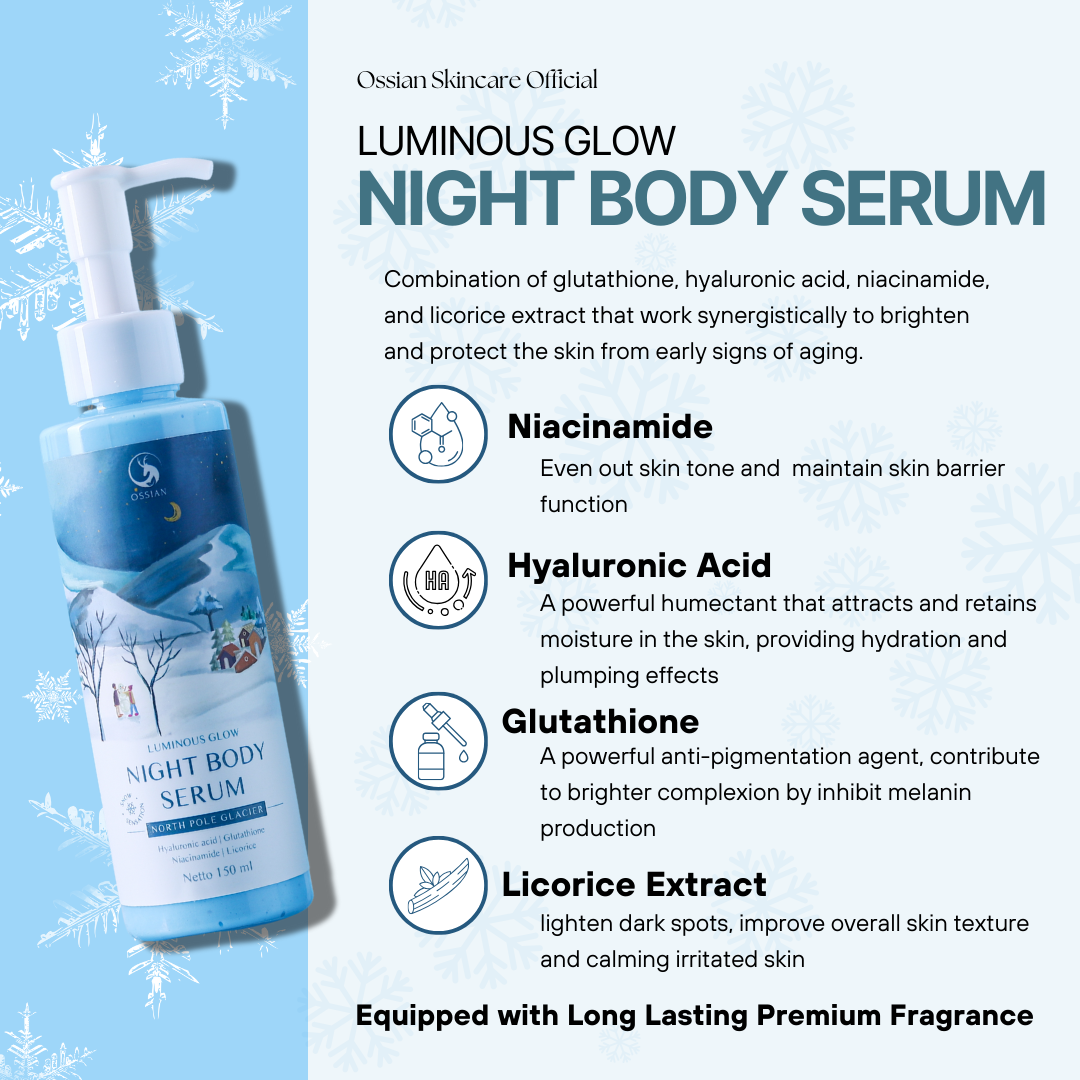 Ossian Skincare Official
LUMINOUS GLOW
NIGHT BODY SERUM
Combination of glutathione, hyaluronic acid, niacinamide,
and licorice extract that work synergistically to brighten
and protect the skin from early signs of aging.
Niacinamide
Even out skin tone and maintain skin barrier
function
HA
Hyaluronic Acid
A powerful humectant that attracts and retains
moisture in the skin, providing hydration and
plumping effects
Glutathione
A powerful anti-pigmentation agent, contribute
to brighter complexion by inhibit melanin
production
Licorice Extract
lighten dark spots, improve overall skin texture
and calming irritated skin
Equipped with Long Lasting Premium Fragrance
OSSIAN
LUMINOUS GLOW
NIGHT BODY
SERUM
SNOW
SENSATION
NORTH POLE GLACIER
Hyaluronic acid | Glutathione
Niacinamide | Licorice
Netto 150 ml